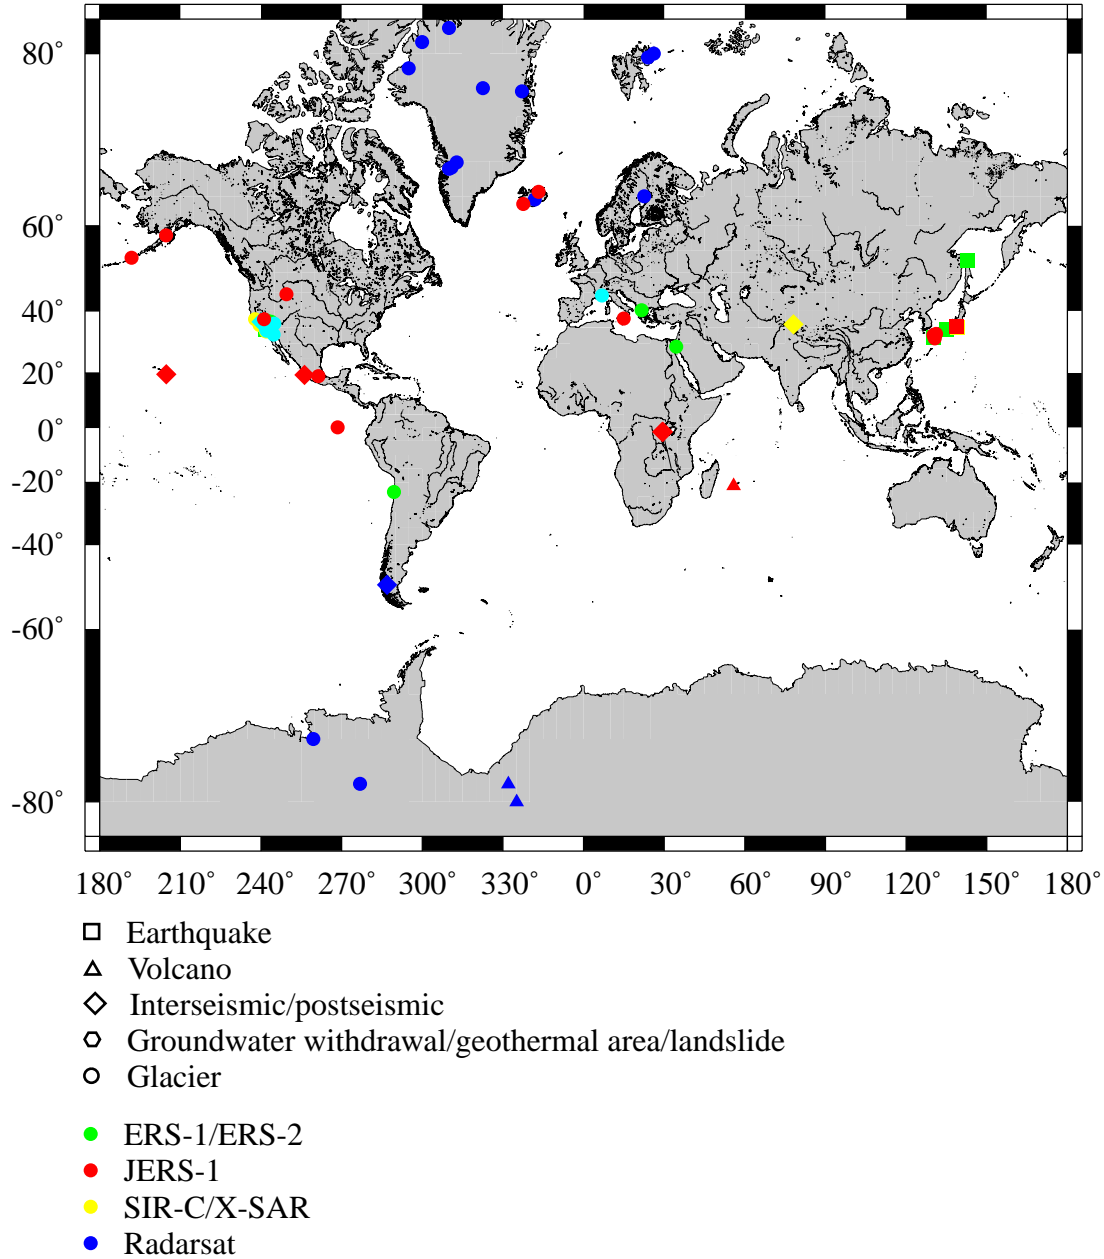 80˚
60˚
40˚
20˚
0˚
-20˚
-40˚
-60˚
-80˚
180˚ 210˚ 240˚ 270˚ 300˚ 330˚ 0˚ 30˚ 60˚ 90˚ 120˚ 150˚ 180˚
Earthquake
Volcano
Interseismic/postseismic
Groundwater withdrawal/geothermal area/landslide
Glacier
ERS-1/ERS-2
JERS-1
SIR-C/X-SAR
Radarsat